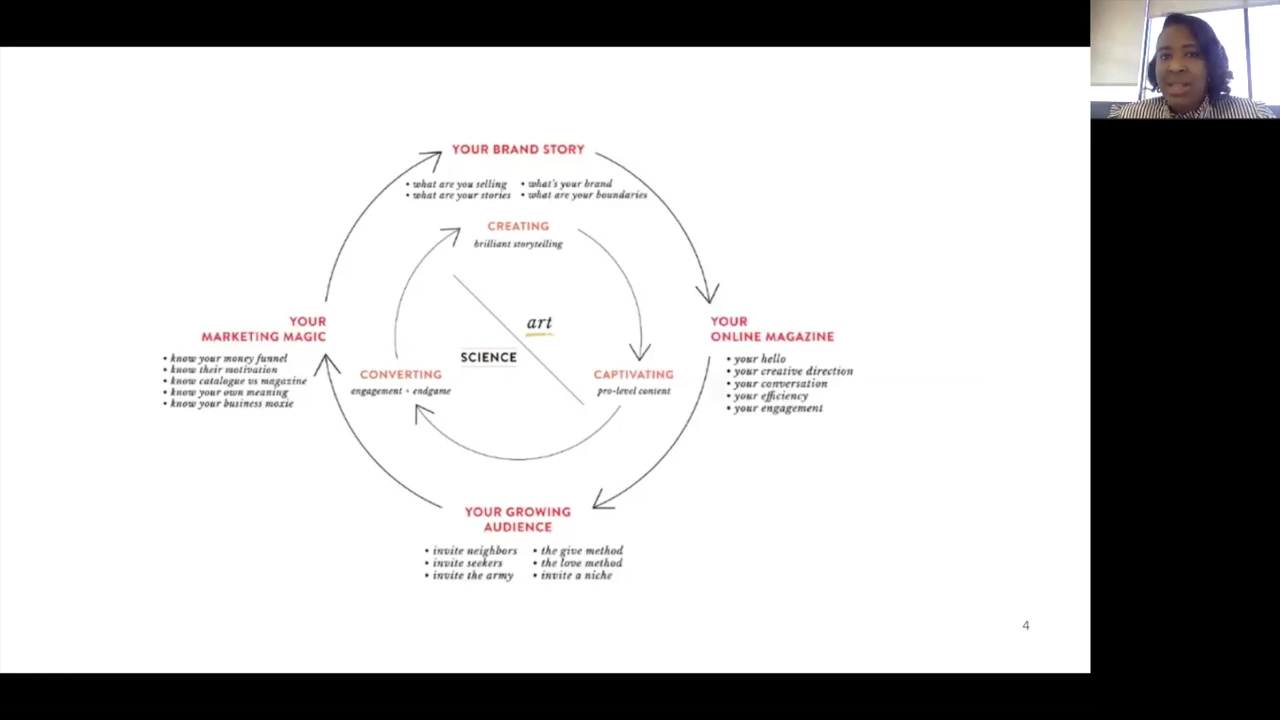 YOUR BRAND STORY
• what are you selling • what's your brand
• what are your stories • what are your boundaries
CREATING
brilliant storytelling
art
SCIENCE
YOUR
MARKETING MAGIC
• know your money funnel
• know their motivation
• know catalogue vs magazine
• know your own meaning
• know your business moxie
CONVERTING
engagement + endgame
CAPTIVATING
pro-level content
YOUR
ONLINE MAGAZINE
• your hello
• your creative direction
• your conversation
• your efficiency
• your engagement
YOUR GROWING
AUDIENCE
• invite neighbors • the give method
• invite seekers • the love method
• invite the army • invite a niche
4